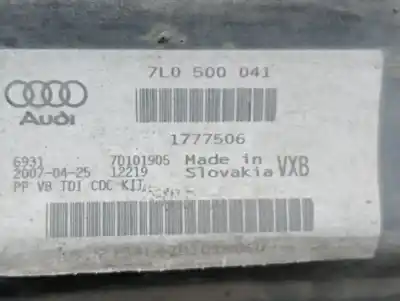 7L0 500 041
Audi
1777506
6931 70101905 Made in
2007-04-25 12219 Slovakia VXB
PP V8 TDI CDC KIT